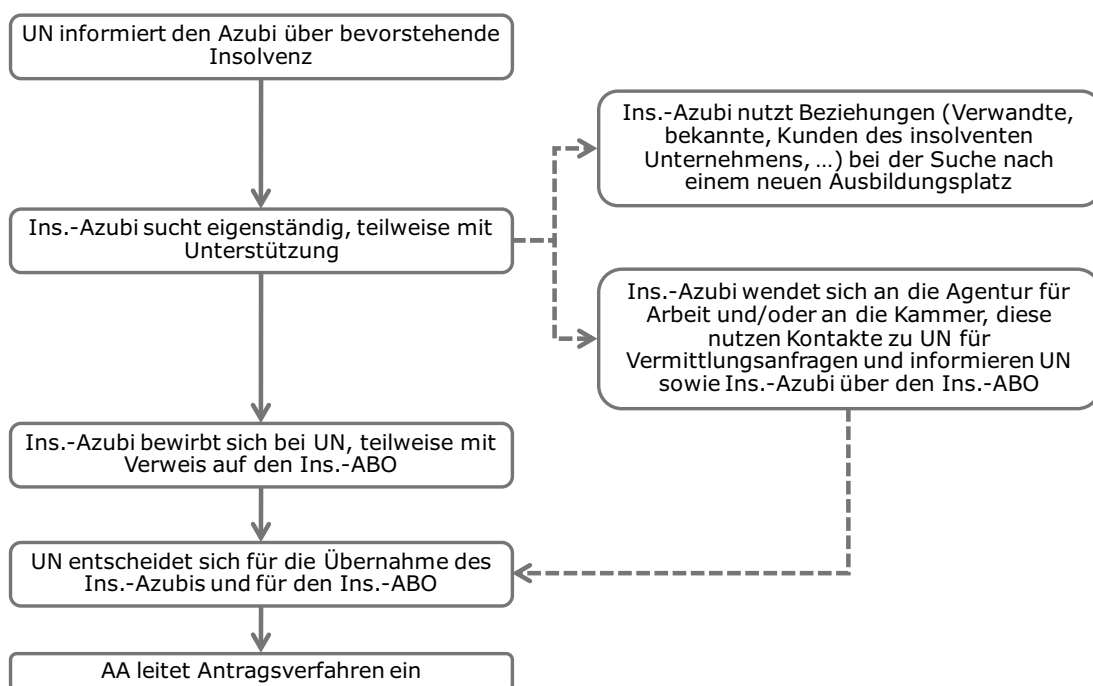 UN informiert den Azubi über bevorstehende
Insolvenz
Ins.-Azubi nutzt Beziehungen (Verwandte,
bekannte, Kunden des insolventen
Unternehmens, ...) bei der Suche nach
einem neuen Ausbildungsplatz
Ins.-Azubi sucht eigenständig, teilweise mit
Unterstützung
Ins.-Azubi wendet sich an die Agentur für
Arbeit und/oder an die Kammer, diese
nutzen Kontakte zu UN für
Vermittlungsanfragen und informieren UN
sowie Ins.-Azubi über den Ins.-ABO
Ins.-Azubi bewirbt sich bei UN, teilweise mit
Verweis auf den Ins.-ABO
UN entscheidet sich für die Übernahme des
Ins.-Azubis und für den Ins.-ABO
AA leitet Antragsverfahren ein